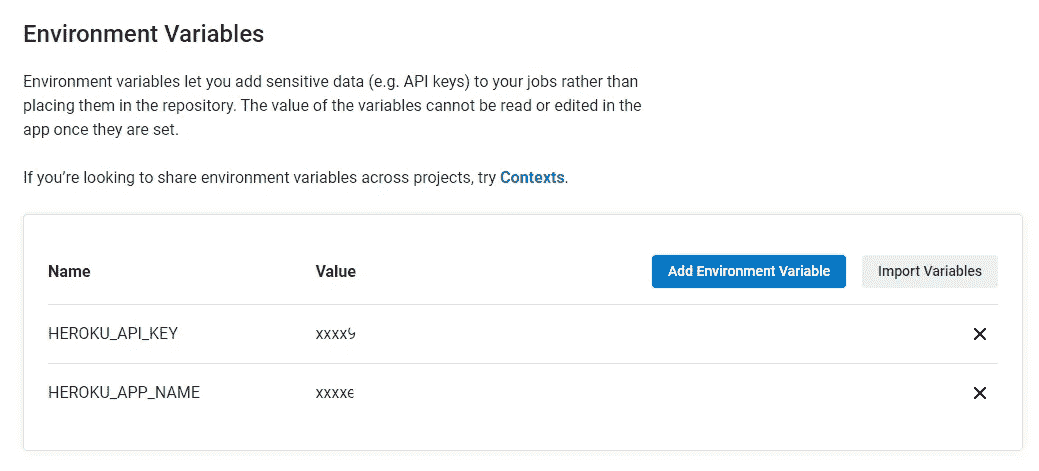 Environment Variables
Environment variables let you add sensitive data (e.g. API keys) to your jobs rather than
placing them in the repository. The value of the variables cannot be read or edited in the
app once they are set.
If you're looking to share environment variables across projects, try Contexts.
Name Value Add Environment Variable Import Variables
HEROKU_API_KEY
HEROKU_APP_NAME